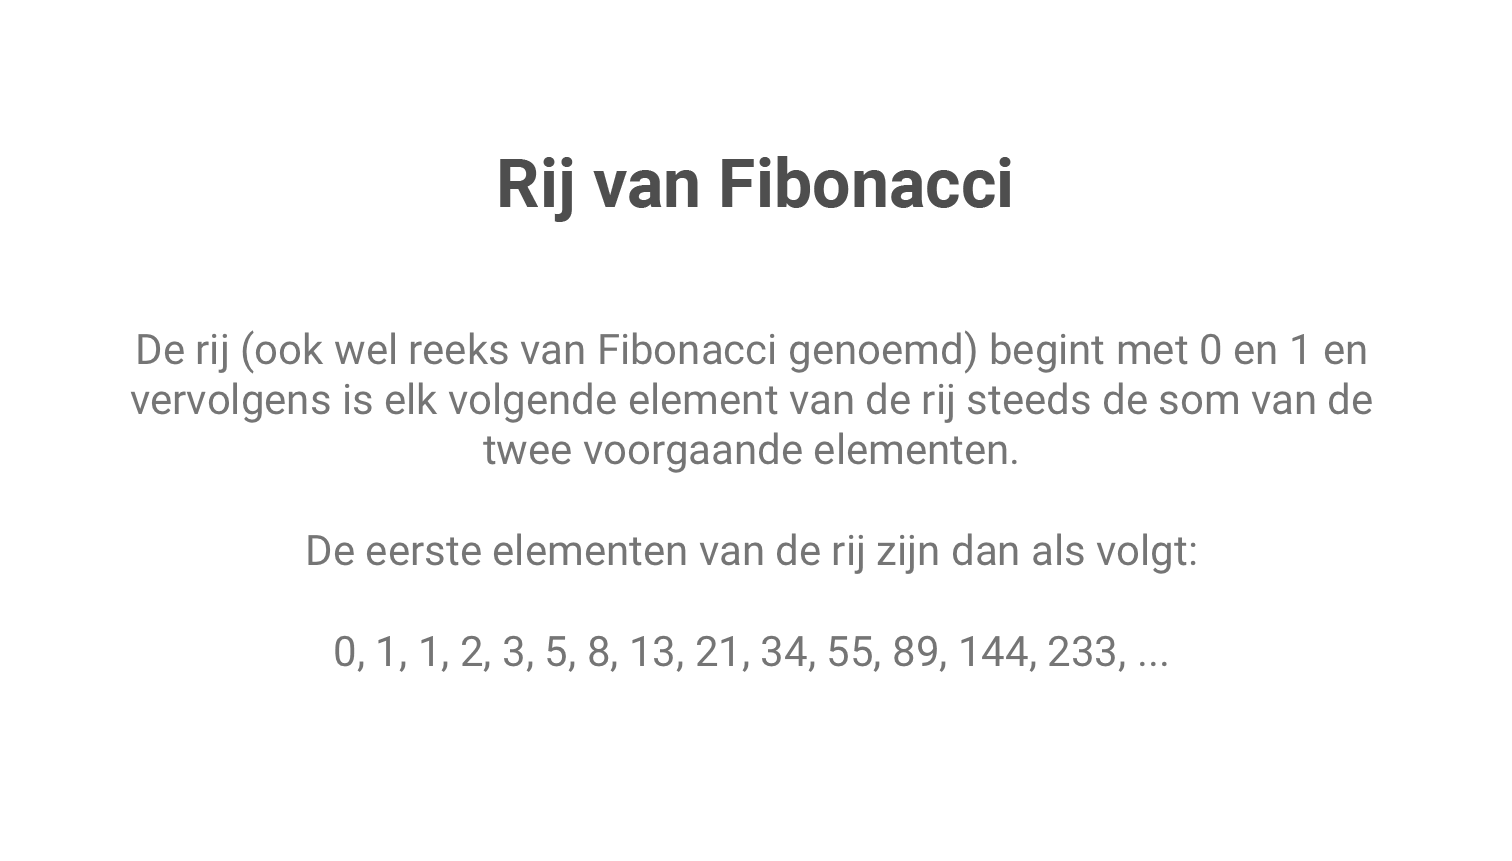 Rij van Fibonacci
De rij (ook wel reeks van Fibonacci genoemd) begint met 0 en 1 en
vervolgens is elk volgende element van de rij steeds de som van de
twee voorgaande elementen.
De eerste elementen van de rij zijn dan als volgt:
0, 1, 1, 2, 3, 5, 8, 13, 21, 34, 55, 89, 144, 233, ...